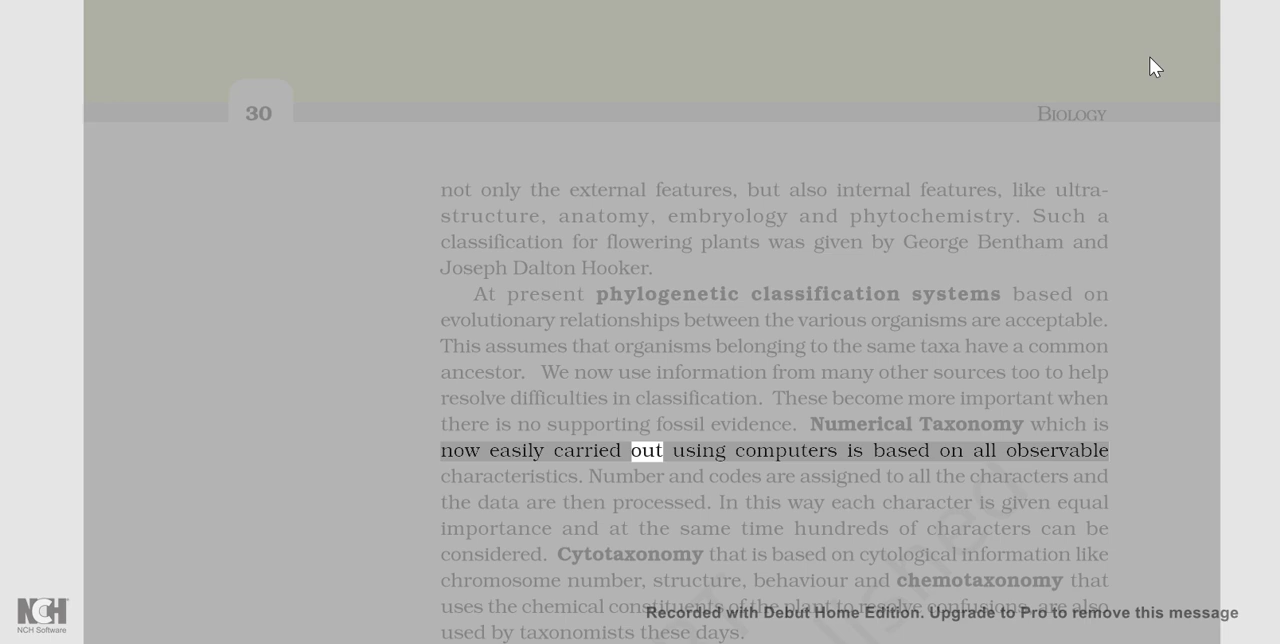 30
BIOLOGY
not only the external features, but also internal features, like ultra-
structure, anatomy, embryology and phytochemistry. Such a
classification for flowering plants was given by George Bentham and
Joseph Dalton Hooker.
At present phylogenetic classification systems based on
evolutionary relationships between the various organisms are acceptable.
This assumes that organisms belonging to the same taxa have a common
ancestor. We now use information from many other sources too to help
resolve difficulties in classification. These become more important when
there is no supporting fossil evidence. Numerical Taxonomy which is
now easily carried out using computers is based on all observable
characteristics. Number and codes are assigned to all the characters and
the data are then processed. In this way each character is given equal
importance and at the same time hundreds of characters can be
considered. Cytotaxonomy that is based on cytological information like
chromosome number, structure, behaviour and chemotaxonomy that
uses the chemical constituents of the plant to resolve confusions, are also
used by taxonomists these days.
NCH
NCH Software
Recorded with Debut Home Edition. Upgrade to Pro to remove this message